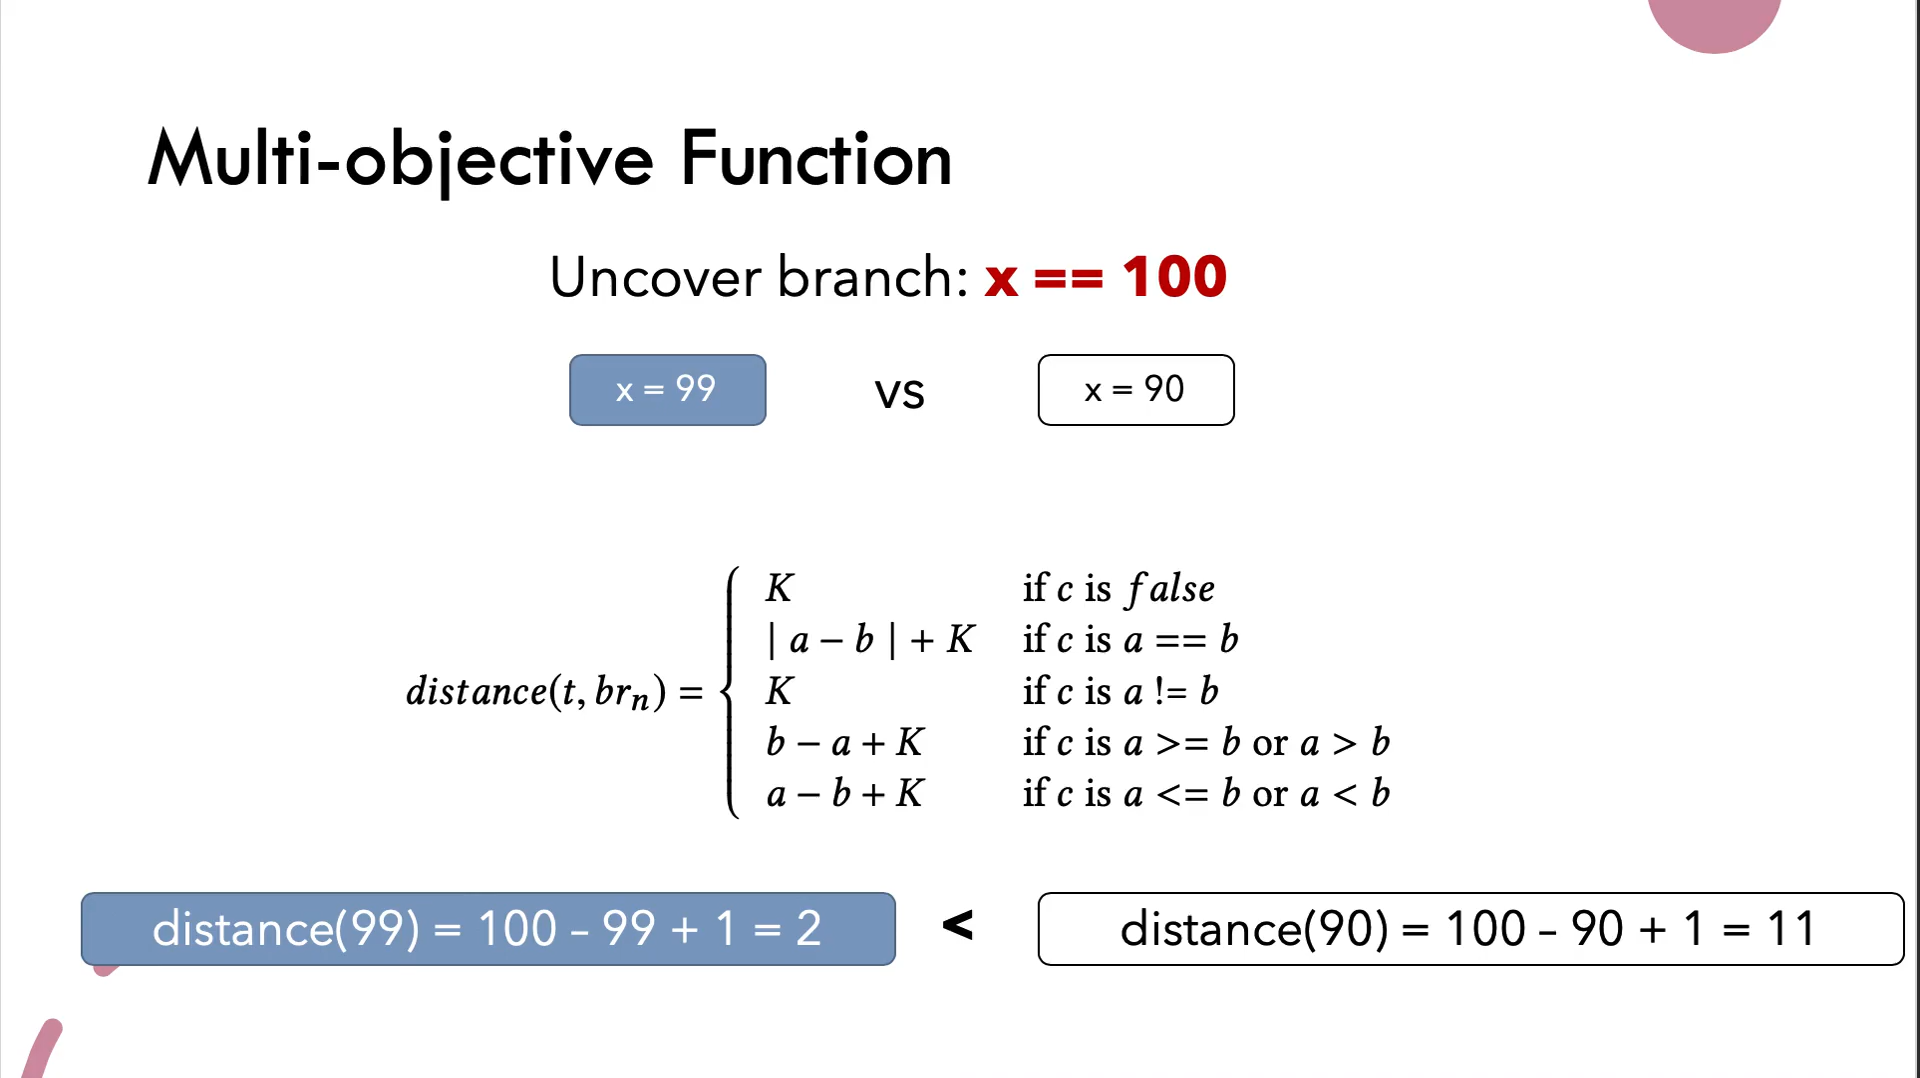 Multi-objective Function
Uncover branch: x == 100
x = 99 vs x = 90
K if c is false
| a − b | + K if c is a == b
distance(t, brₙ) = { K if c is a != b
b − a + K if c is a >= b or a > b
a − b + K if c is a <= b or a < b
distance(99) = 100 – 99 + 1 = 2 < distance(90) = 100 – 90 + 1 = 11